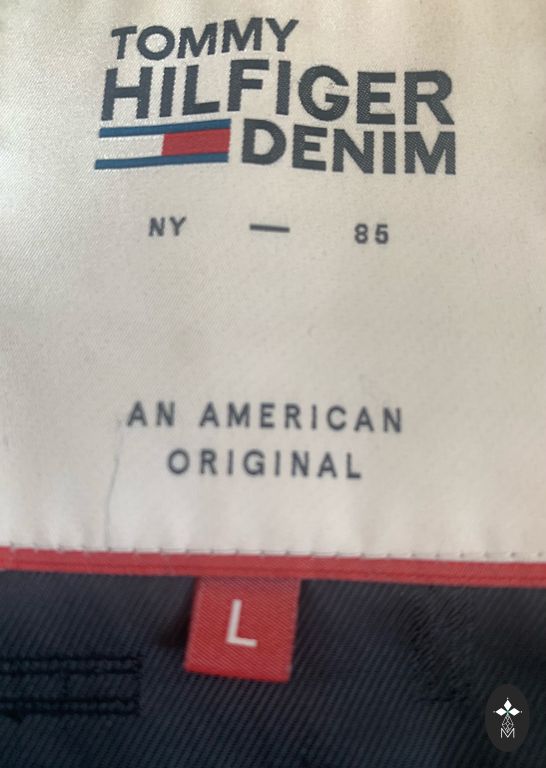 TOMMY
HILFIGER
DENIM
NY — 85
AN AMERICAN
ORIGINAL
L
M